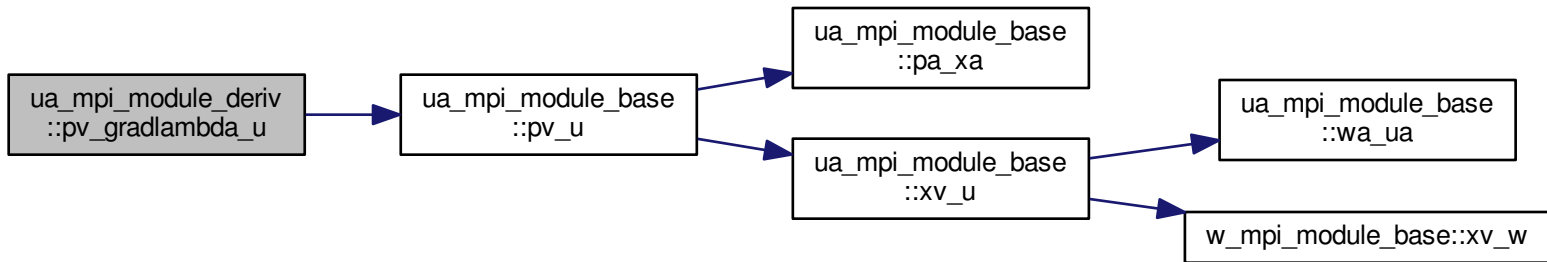 ua_mpi_module_deriv
::pv_gradlambda_u
ua_mpi_module_base
::pv_u
ua_mpi_module_base
::pa_xa
ua_mpi_module_base
::xv_u
ua_mpi_module_base
::wa_ua
w_mpi_module_base::xv_w